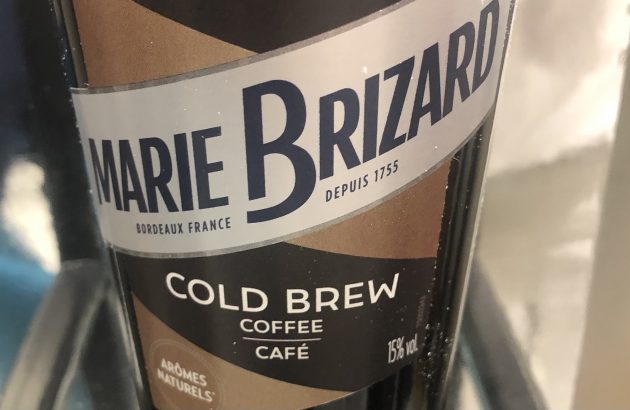 MARIE BRIZARD
BORDEAUX FRANCE DEPUIS 1755
COLD BREW
COFFEE
CAFÉ
15% vol.
ARÔMES
NATURELS*